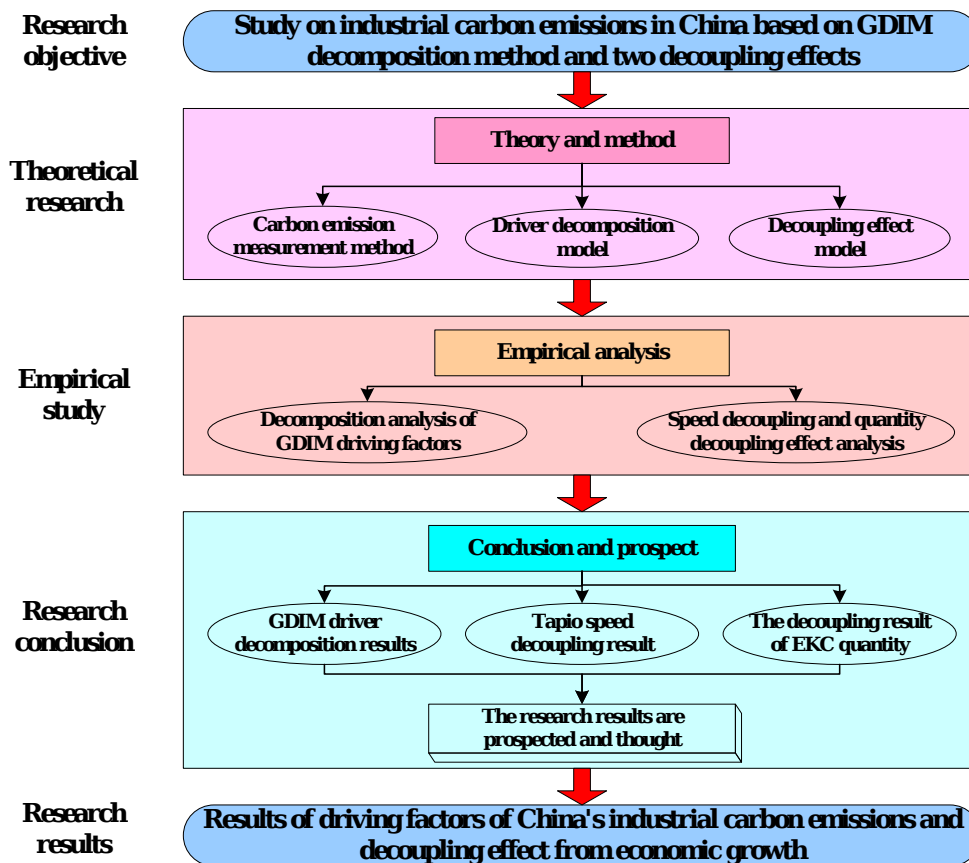 Research
objective
Study on industrial carbon emissions in China based on GDIM
decomposition method and two decoupling effects
Theoretical
research
Theory and method
Carbon emission
measurement method
Driver decomposition
model
Decoupling effect
model
Empirical
study
Empirical analysis
Decomposition analysis of
GDIM driving factors
Speed decoupling and quantity
decoupling effect analysis
Research
conclusion
Conclusion and prospect
GDIM driver
decomposition results
Tapio speed
decoupling result
The decoupling result
of EKC quantity
The research results are
prospected and thought
Research
results
Results of driving factors of China's industrial carbon emissions and
decoupling effect from economic growth